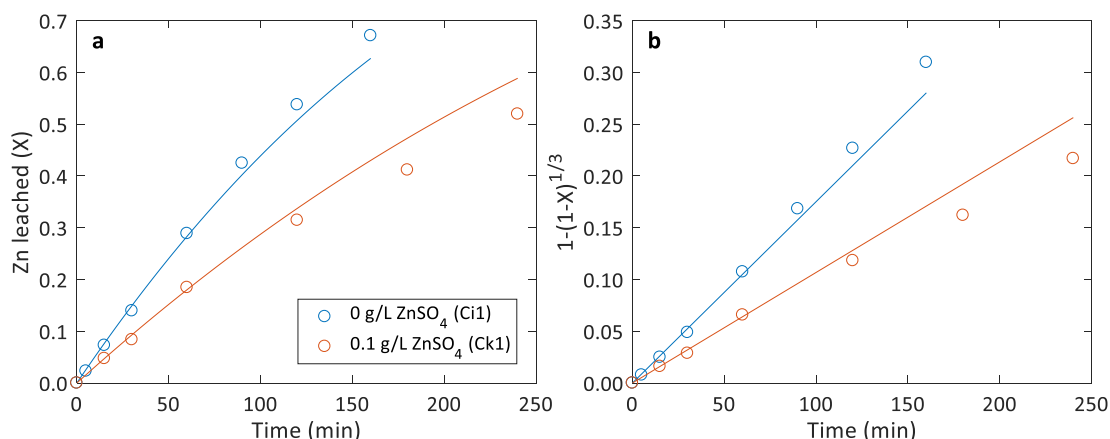 a
0.7
0.6
0.5
0.4
0.3
0.2
0.1
0.0
Zn leached (X)
0 50 100 150 200 250
Time (min)
0 g/L ZnSO4 (Ci1)
0.1 g/L ZnSO4 (Ck1)
b
0.35
0.30
0.25
0.20
0.15
0.10
0.05
0.00
1-(1-X)^1/3
0 50 100 150 200 250
Time (min)